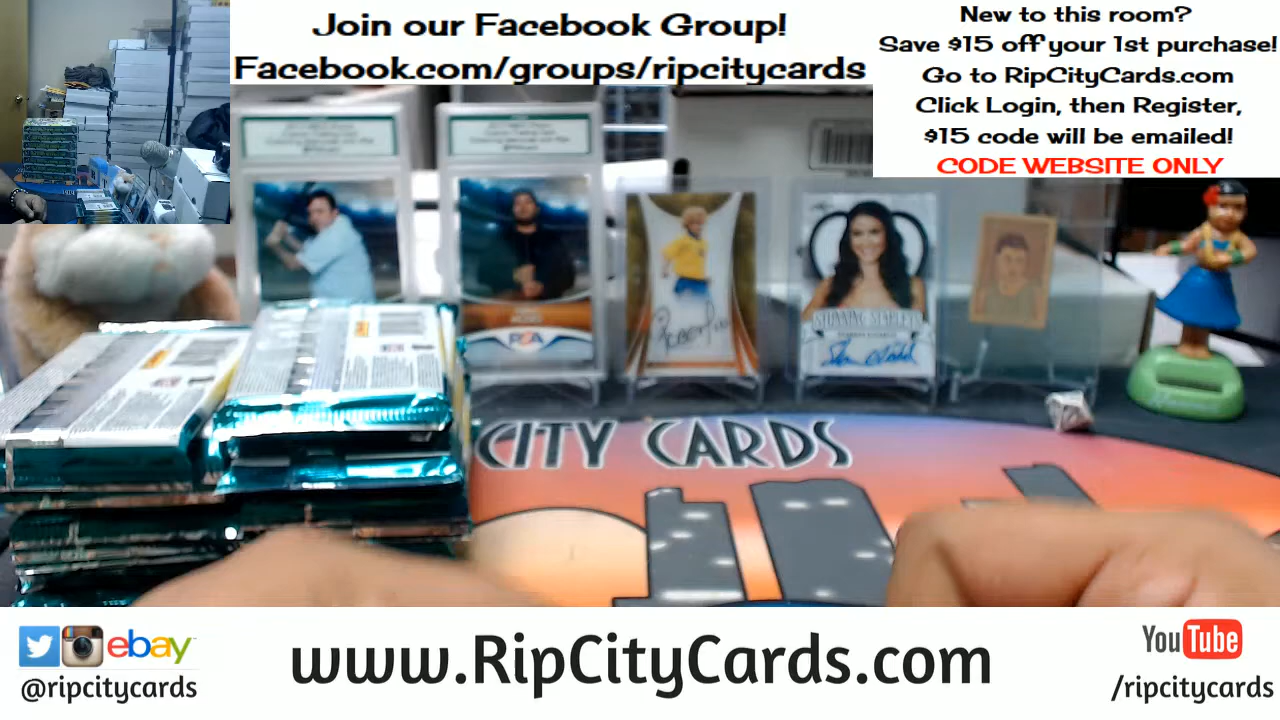 Join our Facebook Group!
Facebook.com/groups/ripcitycards
New to this room?
Save $15 off your 1st purchase!
Go to RipCityCards.com
Click Login, then Register,
$15 code will be emailed!
CODE WEBSITE ONLY
PSA
CITY CARDS
ebay
@ripcitycards
www.RipCityCards.com
YouTube
/ripcitycards